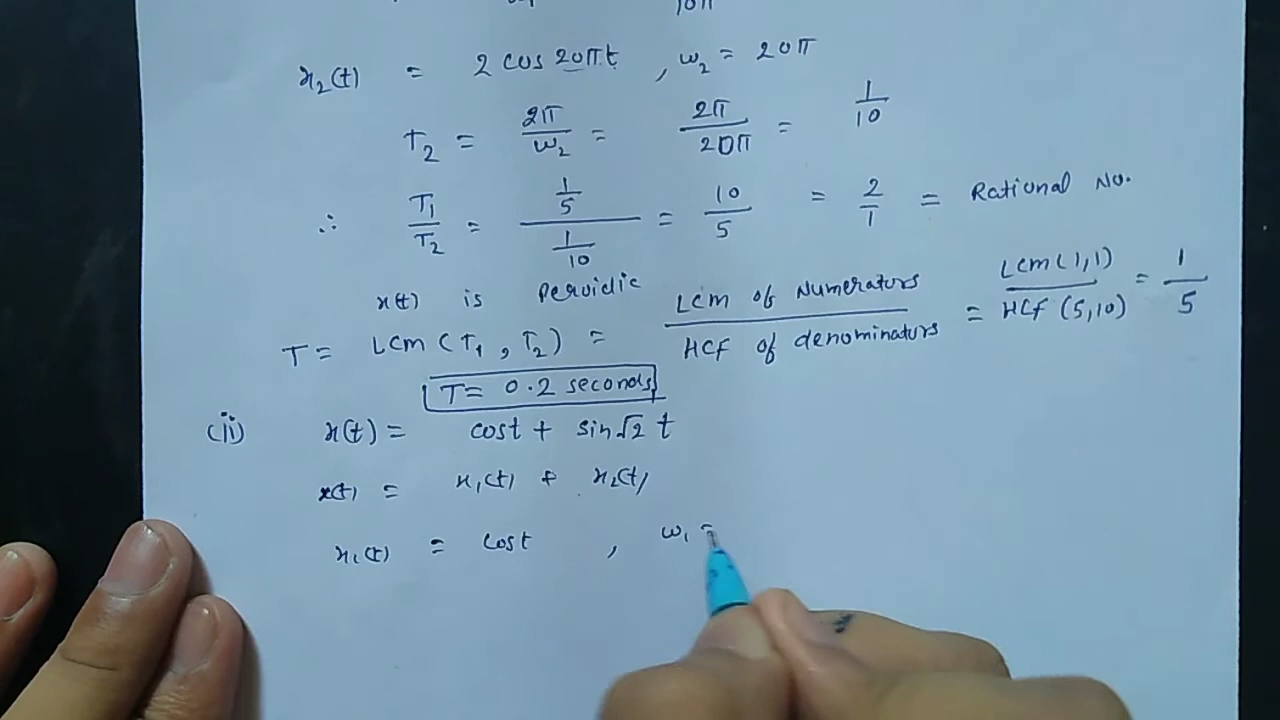 10π
x₂(t) = 2 cos 20πt , ω₂ = 20π
T₂ = 2π/ω₂ = 2π/20π = 1/10
∴ T₁/T₂ = (1/5)/(1/10) = 10/5 = 2/1 = Rational No.
x(t) is Periodic
T = LCM (T₁, T₂) = LCM of Numerators / HCF of denominators = LCM(1,1) / HCF (5,10) = 1/5
T = 0.2 seconds
(ii) x(t) = cost + sin√2 t
x(t) = x₁(t) + x₂(t)
x₁(t) = cost , ω₁ =